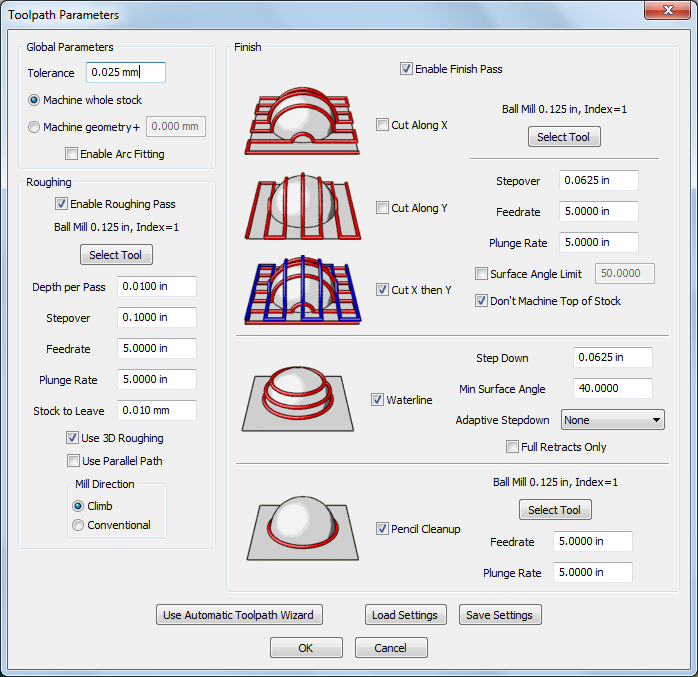 Toolpath Parameters
Global Parameters
Tolerance 0.025 mm
Machine whole stock
Machine geometry+ 0.000 mm
Enable Arc Fitting
Roughing
Enable Roughing Pass
Ball Mill 0.125 in, Index=1
Select Tool
Depth per Pass 0.0100 in
Stepover 0.1000 in
Feedrate 5.0000 in
Plunge Rate 5.0000 in
Stock to Leave 0.010 mm
Use 3D Roughing
Use Parallel Path
Mill Direction
Climb
Conventional
Finish
Enable Finish Pass
Cut Along X
Cut Along Y
Cut X then Y
Ball Mill 0.125 in, Index=1
Select Tool
Stepover 0.0625 in
Feedrate 5.0000 in
Plunge Rate 5.0000 in
Surface Angle Limit 50.0000
Don't Machine Top of Stock
Waterline
Step Down 0.0625 in
Min Surface Angle 40.0000
Adaptive Stepdown None
Full Retracts Only
Pencil Cleanup
Ball Mill 0.125 in, Index=1
Select Tool
Feedrate 5.0000 in
Plunge Rate 5.0000 in
Use Automatic Toolpath Wizard Load Settings Save Settings
OK Cancel